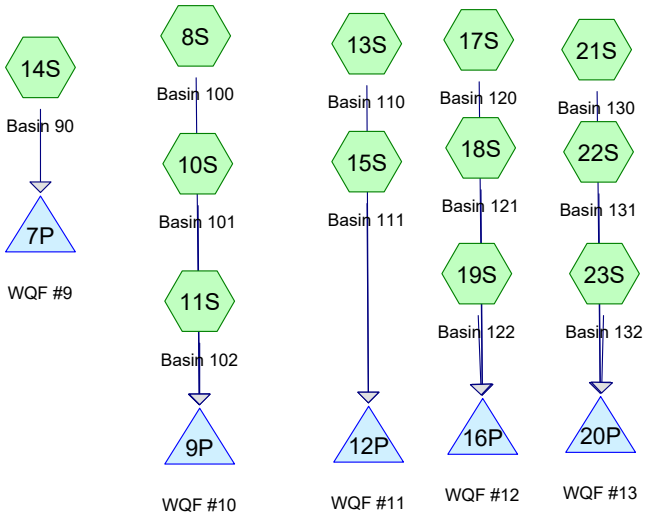 14S
Basin 90
7P
WQF #9
8S
Basin 100
10S
Basin 101
11S
Basin 102
9P
WQF #10
13S
Basin 110
15S
Basin 111
12P
WQF #11
17S
Basin 120
18S
Basin 121
19S
Basin 122
16P
WQF #12
21S
Basin 130
22S
Basin 131
23S
Basin 132
20P
WQF #13